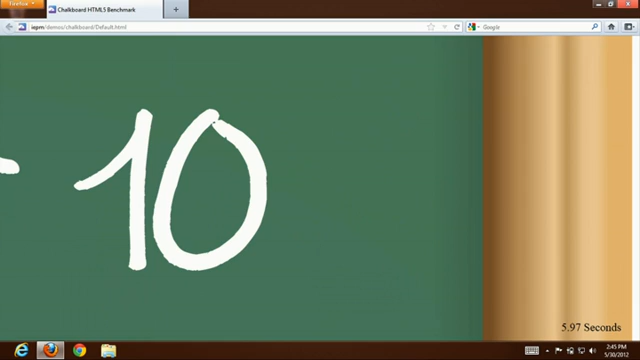 Firefox
Chalkboard HTML5 Benchmark
iepm/demos/chalkboard/Default.html
Google
10
5.97 Seconds
2:45 PM
5/30/2012